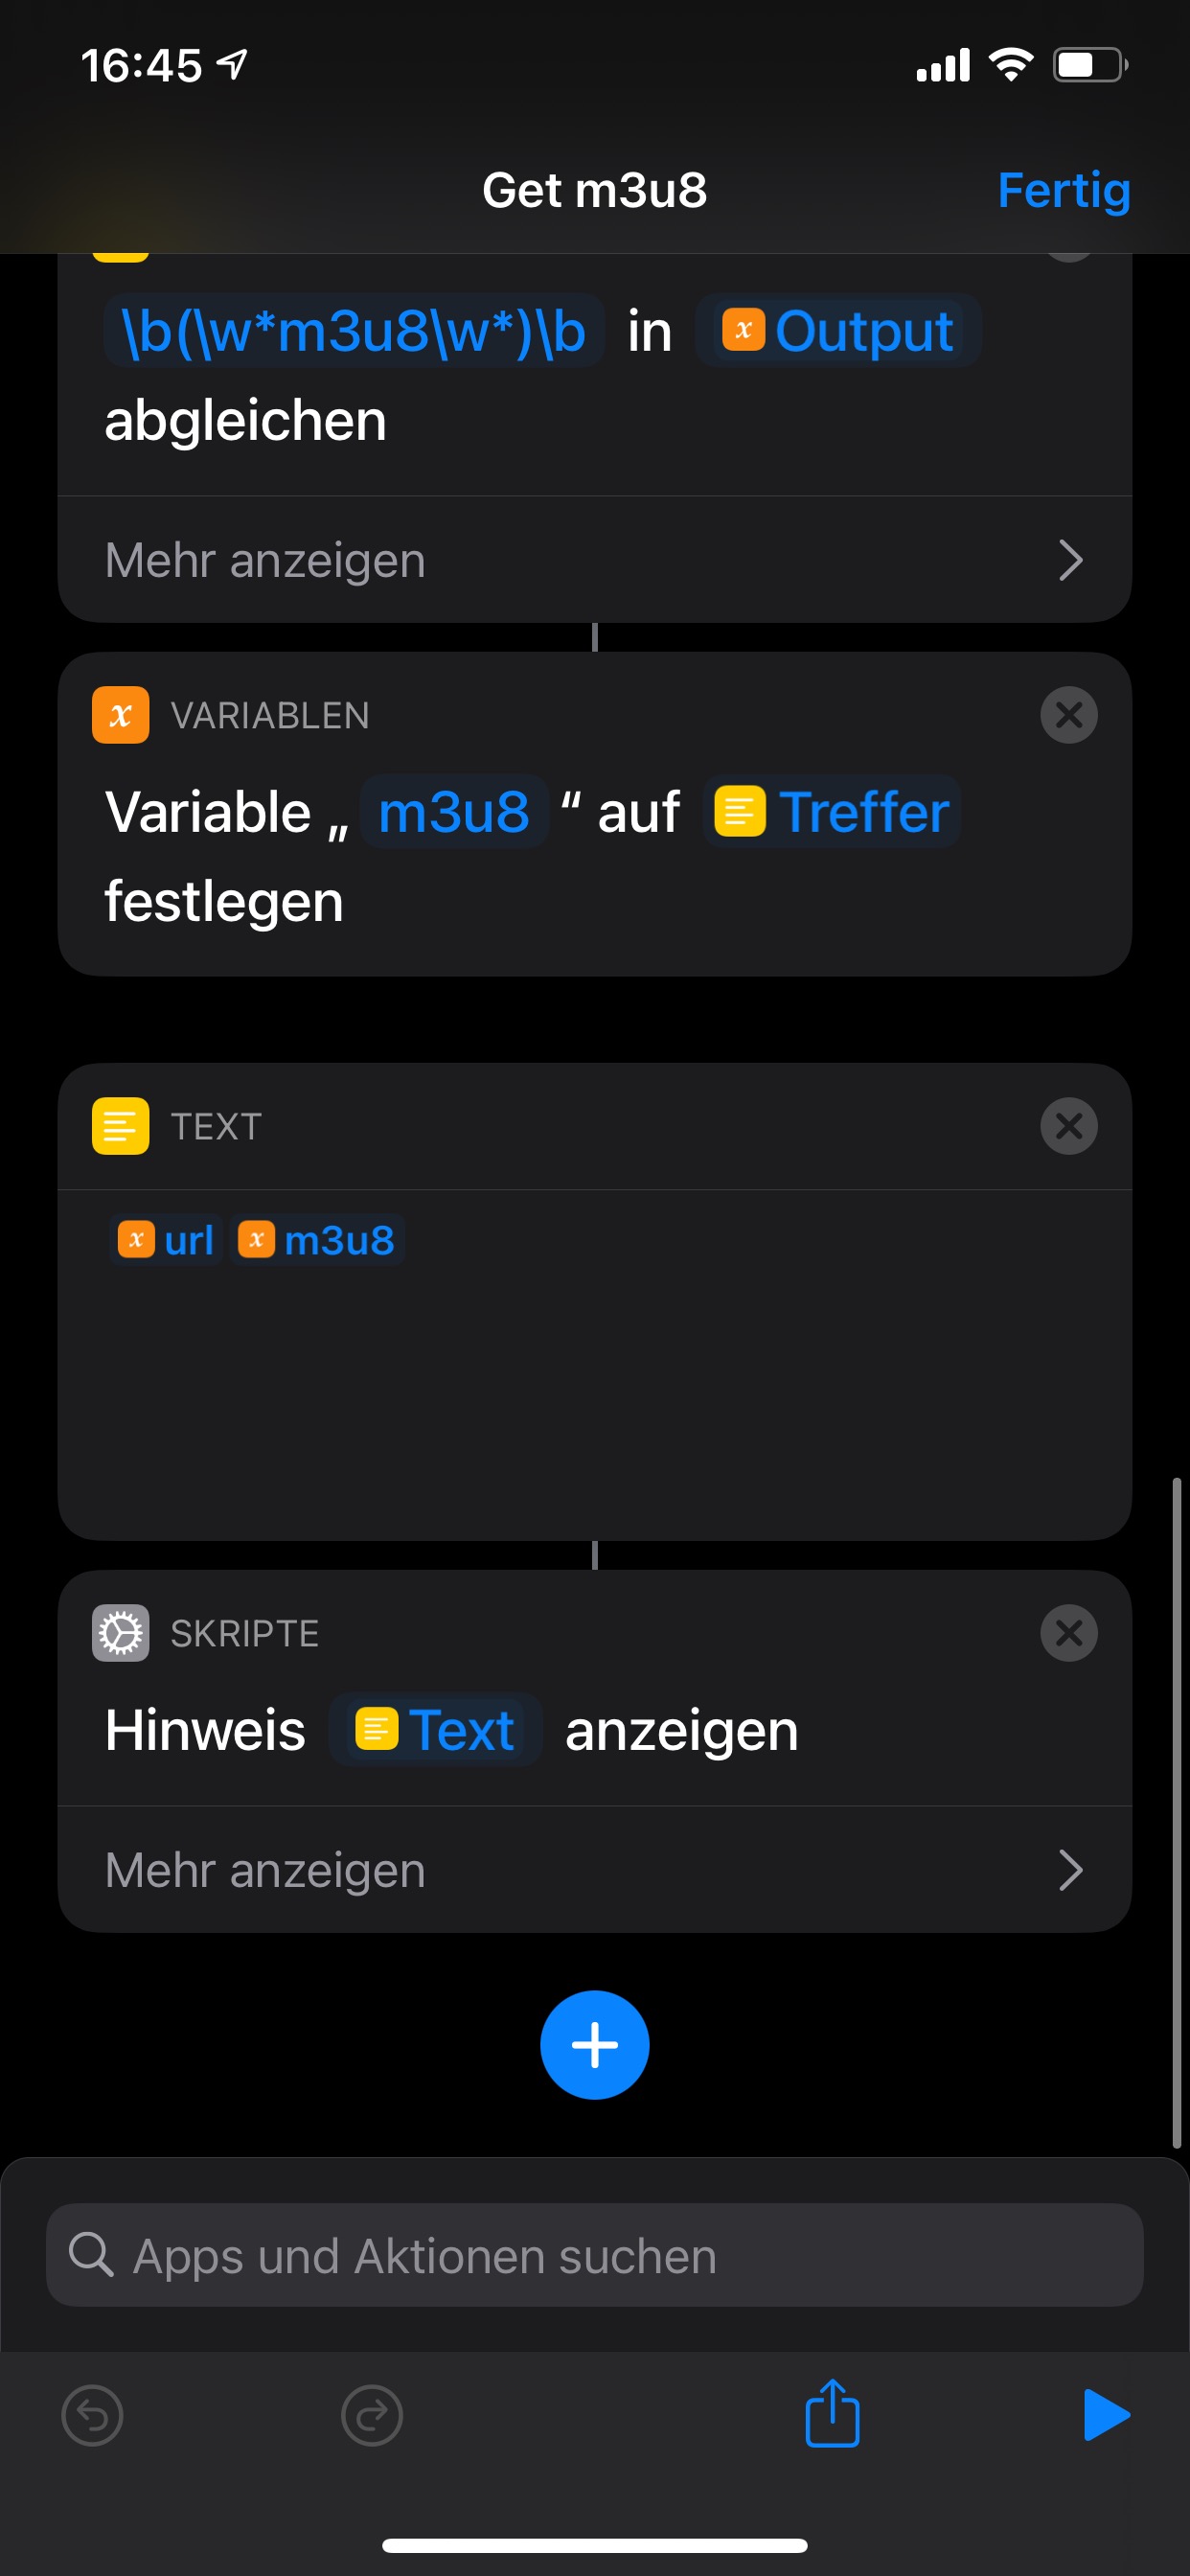 16:45
Get m3u8
Fertig
\b(\w*m3u8\w*)\b in Output
abgleichen
Mehr anzeigen
VARIABLEN
Variable „ m3u8 “ auf Treffer
festlegen
TEXT
url m3u8
SKRIPTE
Hinweis Text anzeigen
Mehr anzeigen
Apps und Aktionen suchen